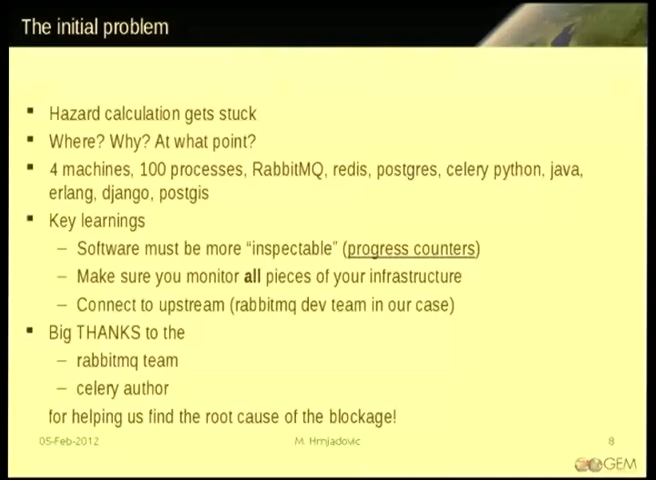 The initial problem
▪ Hazard calculation gets stuck
▪ Where? Why? At what point?
▪ 4 machines, 100 processes, RabbitMQ, redis, postgres, celery python, java,
erlang, django, postgis
▪ Key learnings
– Software must be more “inspectable” (progress counters)
– Make sure you monitor all pieces of your infrastructure
– Connect to upstream (rabbitmq dev team in our case)
▪ Big THANKS to the
– rabbitmq team
– celery author
for helping us find the root cause of the blockage!
05-Feb-2012 M. Hrnjadovic 8
GEM